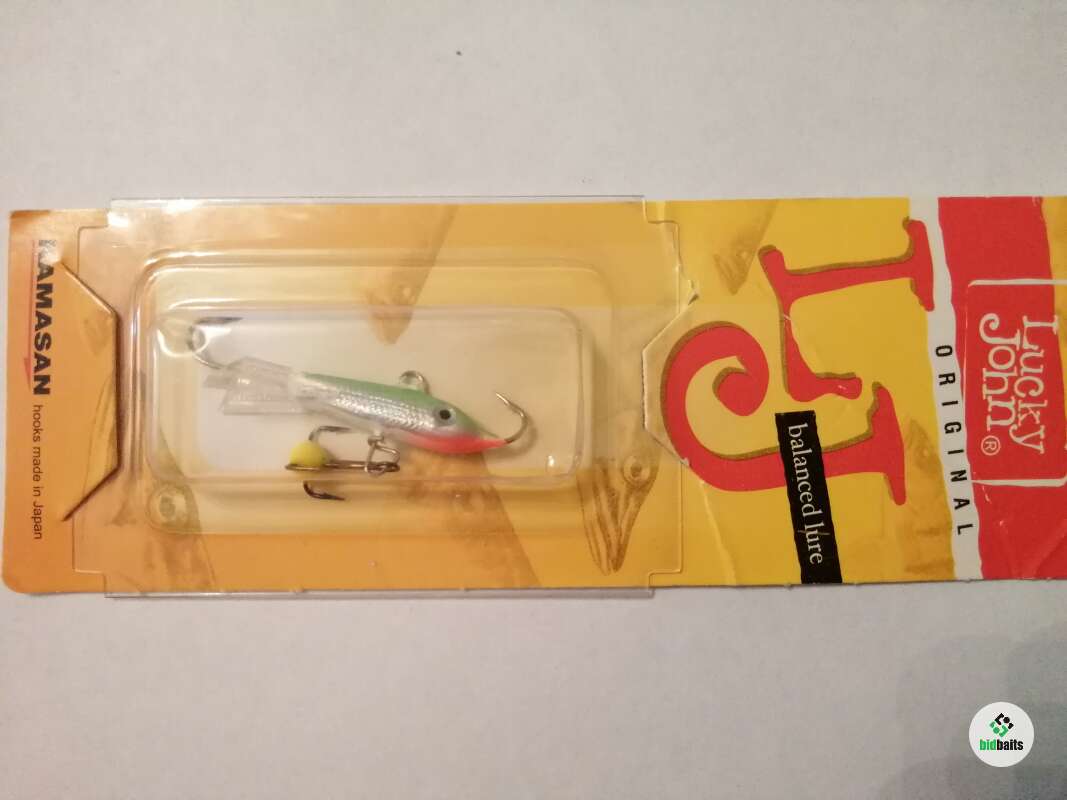 Lucky
John®
ORIGINAL
LJ
balanced lure
KAMASAN
hooks made in Japan
bidbaits